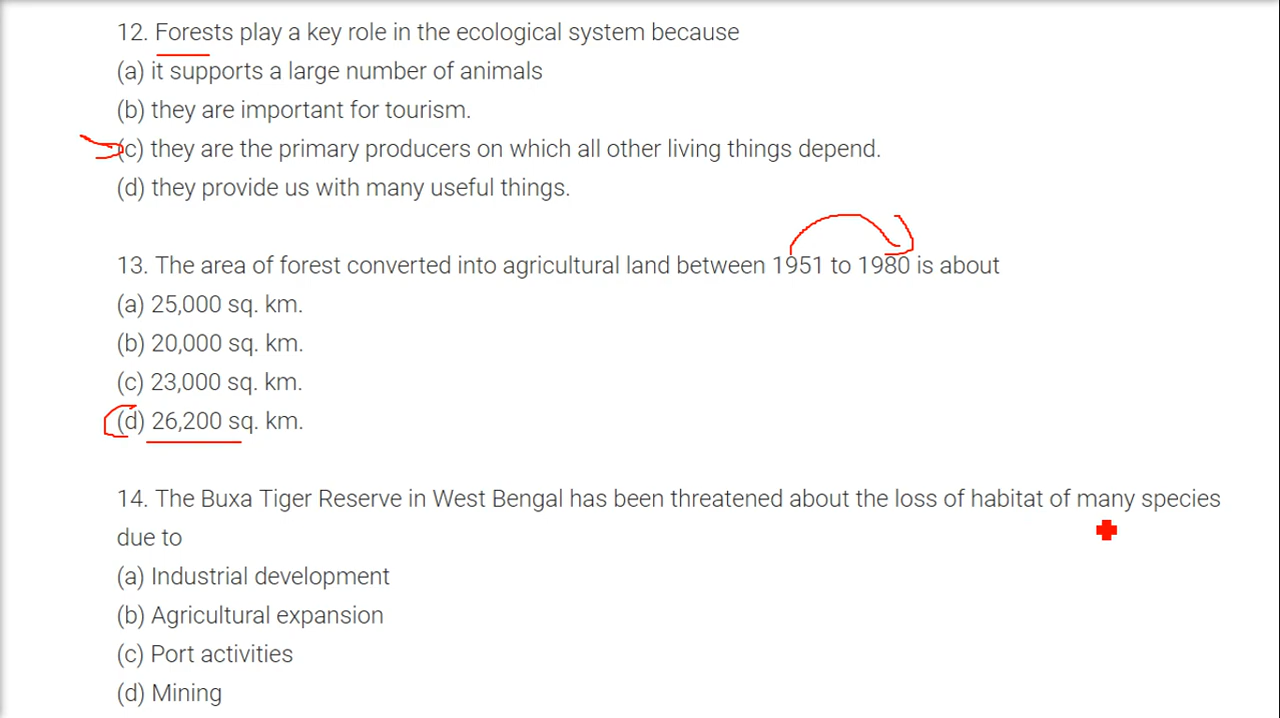 12. Forests play a key role in the ecological system because
(a) it supports a large number of animals
(b) they are important for tourism.
(c) they are the primary producers on which all other living things depend.
(d) they provide us with many useful things.
13. The area of forest converted into agricultural land between 1951 to 1980 is about
(a) 25,000 sq. km.
(b) 20,000 sq. km.
(c) 23,000 sq. km.
(d) 26,200 sq. km.
14. The Buxa Tiger Reserve in West Bengal has been threatened about the loss of habitat of many species
due to
(a) Industrial development
(b) Agricultural expansion
(c) Port activities
(d) Mining